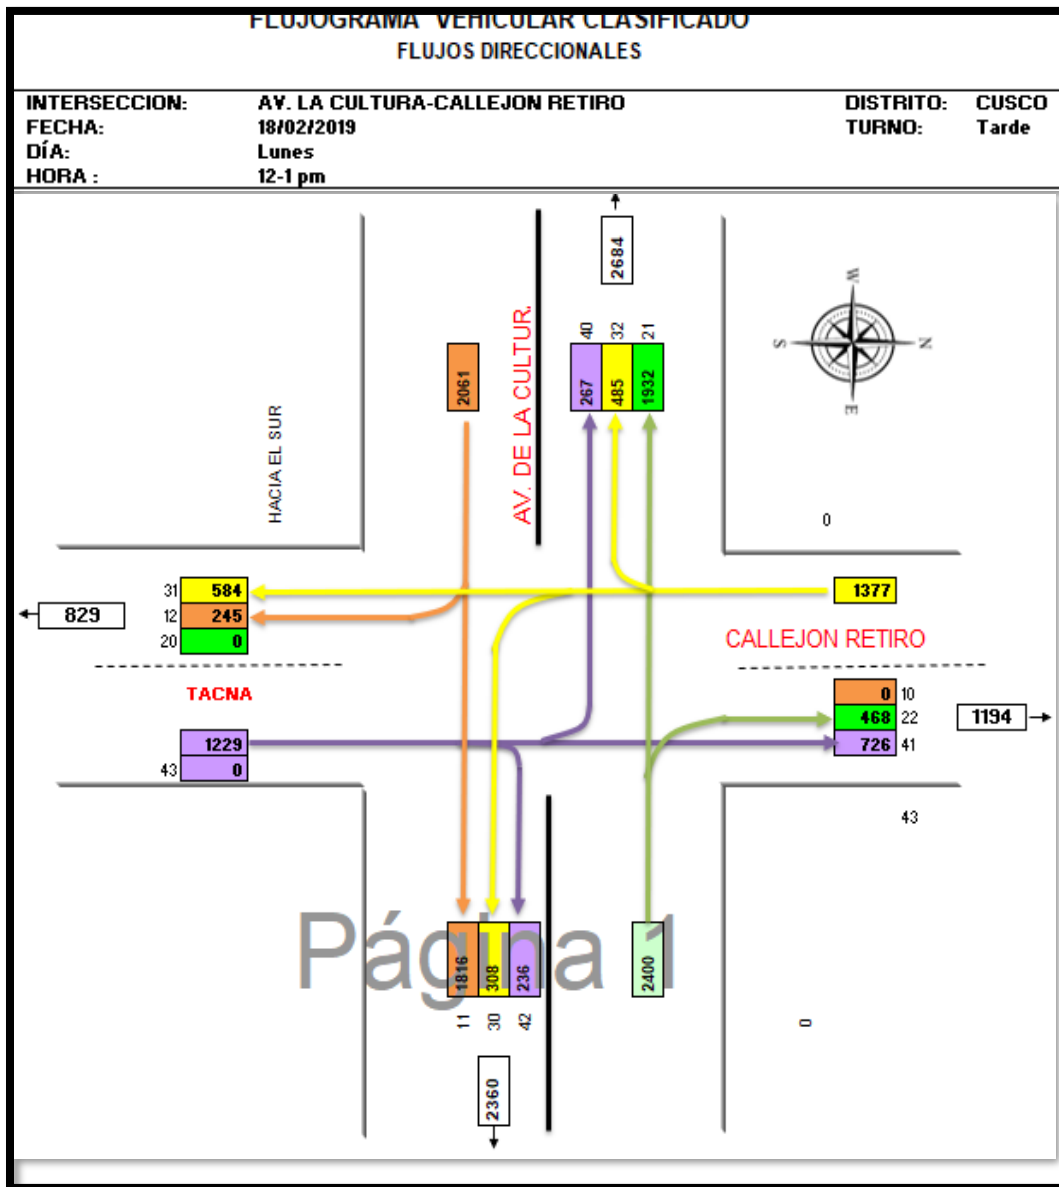 FLUJOGRAMA VEHICULAR CLASIFICADO
FLUJOS DIRECCIONALES
INTERSECCION: AV. LA CULTURA-CALLEJON RETIRO DISTRITO: CUSCO
FECHA: 18/02/2019 TURNO: Tarde
DÍA: Lunes
HORA : 12-1 pm
2684
W
N
S
E
AV. DE LA CULTUR.
40 32 21
2061
267 485 1932
HACIA EL SUR
0
31 584
1377
829
12 245
20 0
CALLEJON RETIRO
TACNA
0 10
468 22
1194
726 41
1229
43 0
43
Página 1
1816 308 236
2400
11 30 42
0
2360